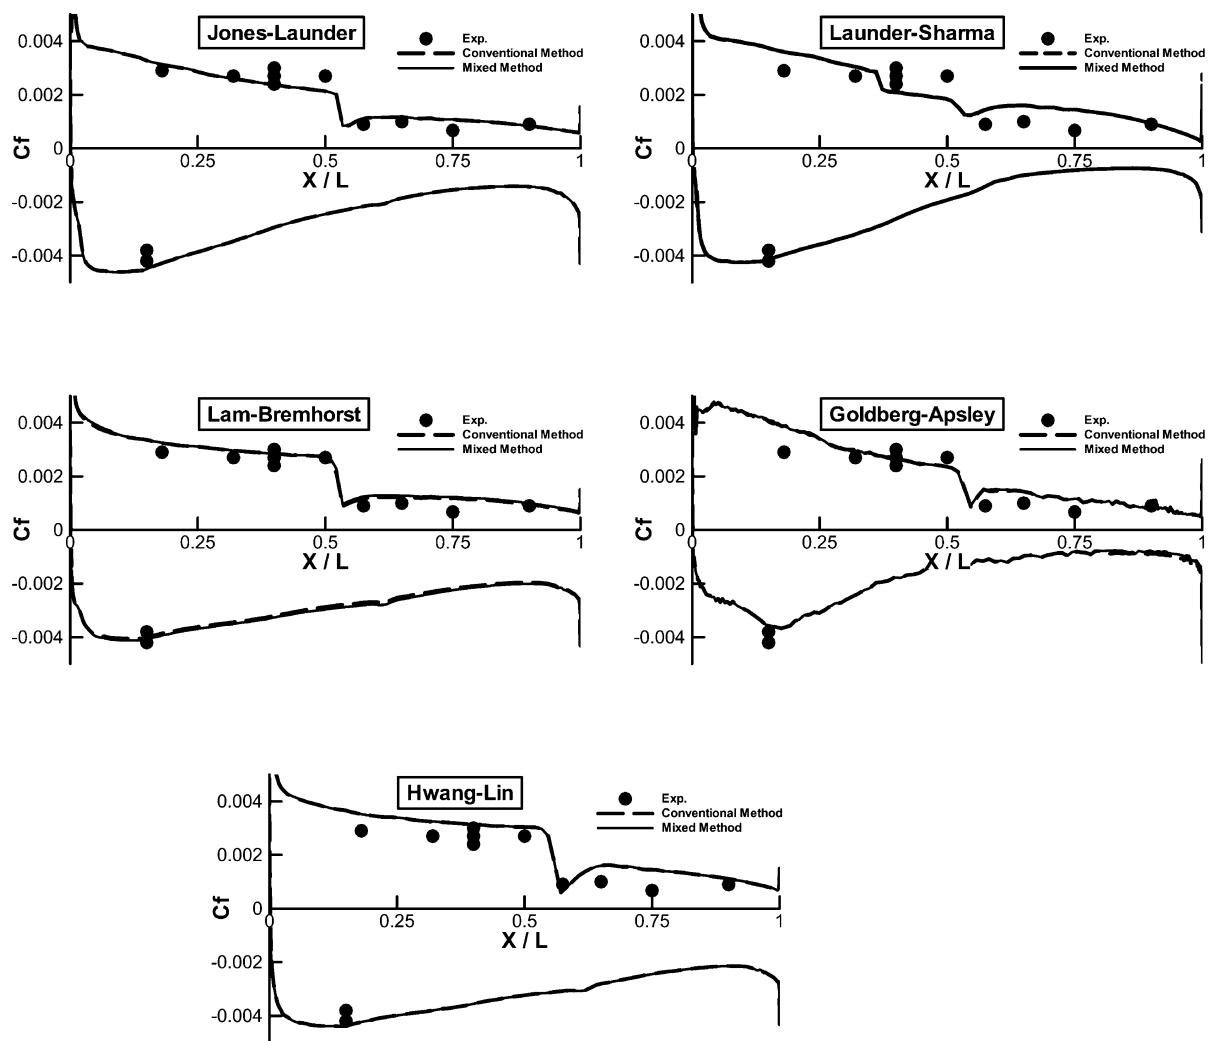 Jones-Launder
Exp.
Conventional Method
Mixed Method
0.004
0.002
0
-0.002
-0.004
Cf
0
0.25
0.5
0.75
1
X / L
Launder-Sharma
Exp.
Conventional Method
Mixed Method
0.004
0.002
0
-0.002
-0.004
Cf
0
0.25
0.5
0.75
1
X / L
Lam-Bremhorst
Exp.
Conventional Method
Mixed Method
0.004
0.002
0
-0.002
-0.004
Cf
0
0.25
0.5
0.75
1
X / L
Goldberg-Apsley
Exp.
Conventional Method
Mixed Method
0.004
0.002
0
-0.002
-0.004
Cf
0
0.25
0.5
0.75
1
X / L
Hwang-Lin
Exp.
Conventional Method
Mixed Method
0.004
0.002
0
-0.002
-0.004
Cf
0
0.25
0.5
0.75
1
X / L